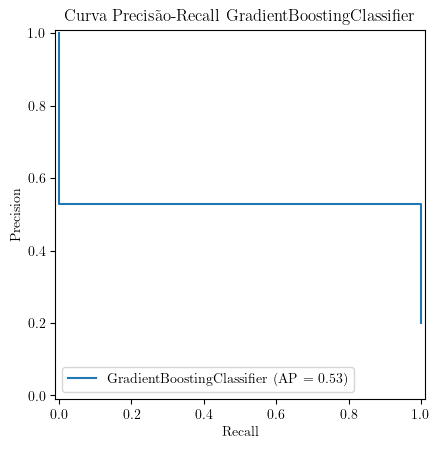 Curva Precisão-Recall GradientBoostingClassifier
1.0
0.8
0.6
0.4
0.2
0.0
Precision
GradientBoostingClassifier (AP = 0.53)
0.0 0.2 0.4 0.6 0.8 1.0
Recall